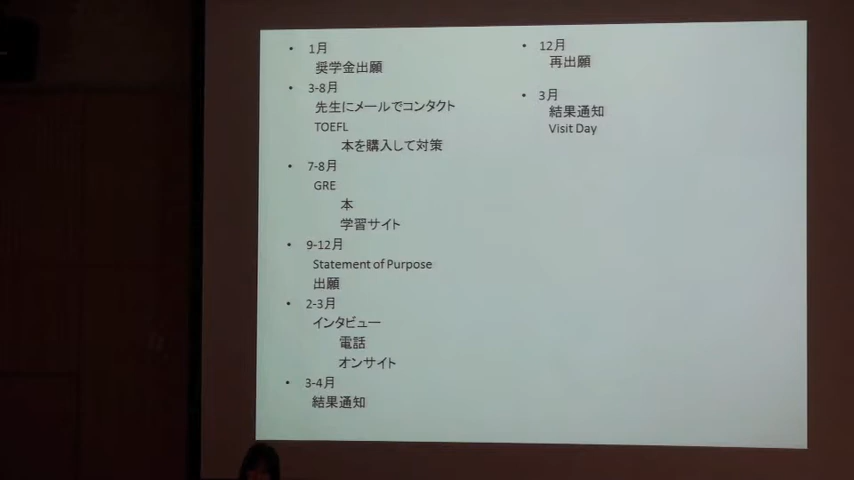 • 1月
奨学金出願
• 3-8月
先生にメールでコンタクト
TOEFL
本を購入して対策
• 7-8月
GRE
本
学習サイト
• 9-12月
Statement of Purpose
出願
• 2-3月
インタビュー
電話
オンサイト
• 3-4月
結果通知
• 12月
再出願
• 3月
結果通知
Visit Day